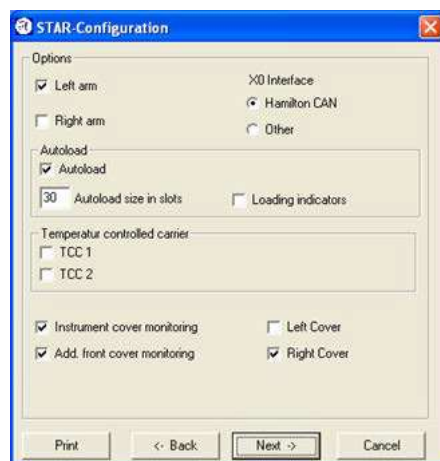 STAR-Configuration
Options
Left arm
X0 Interface
Hamilton CAN
Right arm
Other
Autoload
Autoload
30 Autoload size in slots
Loading indicators
Temperatur controlled carrier
TCC 1
TCC 2
Instrument cover monitoring
Left Cover
Add. front cover monitoring
Right Cover
Print
<- Back
Next ->
Cancel